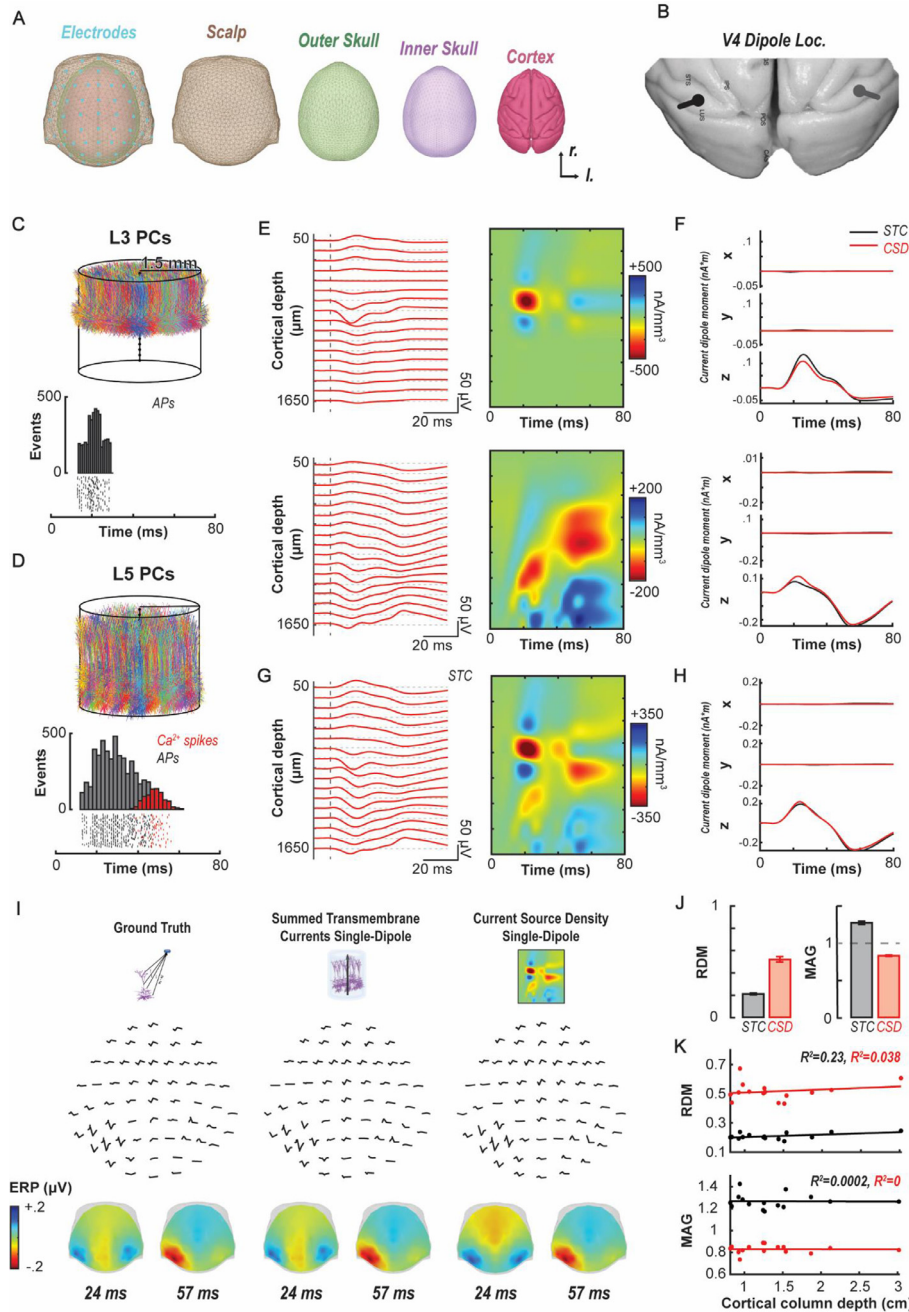 A
Electrodes
Scalp
Outer Skull
Inner Skull
Cortex
r.
l.
B
V4 Dipole Loc.
STS
IPS
LUS
POS
C
L3 PCs
1.5 mm
500
APs
Events
0
0
80
Time (ms)
D
L5 PCs
500
Ca²⁺ spikes
APs
Events
0
0
80
Time (ms)
E
50
Cortical depth
(µm)
1650
20 ms
50 µV
+500
nA/mm³
-500
0
80
Time (ms)
50
Cortical depth
(µm)
1650
20 ms
50 µV
+200
nA/mm³
-200
0
80
Time (ms)
F
STC
CSD
Current dipole moment (nA*m)
.1
x
-0.05
.1
y
-0.05
.1
z
-0.05
0
80
Time (ms)
Current dipole moment (nA*m)
.01
x
-0.2
.1
y
-0.2
0.1
z
-0.2
0
80
Time (ms)
G
STC
50
Cortical depth
(µm)
1650
20 ms
50 µV
+350
nA/mm³
-350
0
80
Time (ms)
H
Current dipole moment (nA*m)
0.2
x
-0.2
0.2
y
-0.2
0.2
z
-0.2
0
80
Time (ms)
I
Ground Truth
Summed Transmembrane
Currents Single-Dipole
Current Source Density
Single-Dipole
ERP (µV)
+.2
-.2
24 ms
57 ms
24 ms
57 ms
24 ms
57 ms
J
1
RDM
0
STC
CSD
1
MAG
0
STC
CSD
K
R²=0.23, R²=0.038
0.7
0.5
0.3
0.1
RDM
R²=0.0002, R²=0
1.6
1.4
1.2
1.0
0.8
0.6
MAG
1
1.5
2
2.5
3
Cortical column depth (cm)